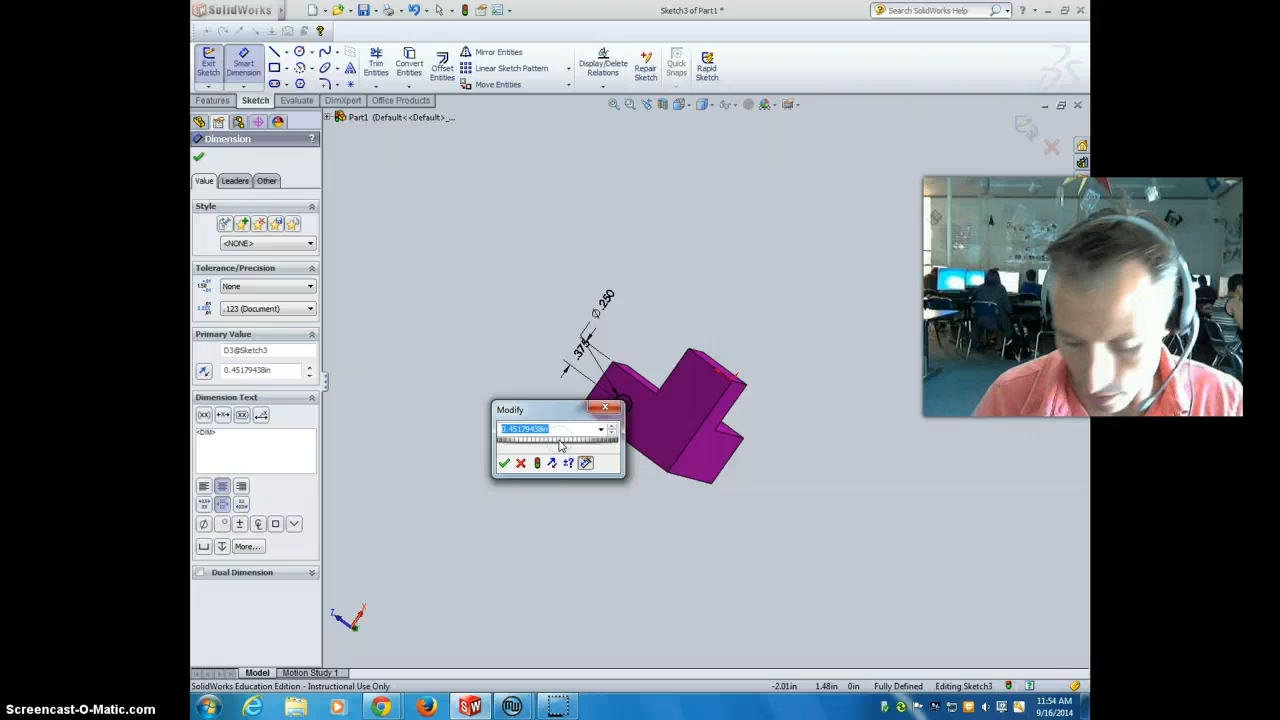 SolidWorks
Sketch3 of Part1 *
Search SolidWorks Help
Exit Sketch
Smart Dimension
Trim Entities
Convert Entities
Offset Entities
Mirror Entities
Linear Sketch Pattern
Move Entities
Display/Delete Relations
Repair Sketch
Quick Snaps
Rapid Sketch
Features
Sketch
Evaluate
DimXpert
Office Products
Part1 (Default<<Default>_...
Dimension
?
Value
Leaders
Other
Style
<NONE>
Tolerance/Precision
None
.123 (Document)
Primary Value
D3@Sketch3
0.45179438in
Dimension Text
<DIM>
More...
Dual Dimension
Ø.250
.375
Modify
0.45179438in
±?
Z
X
Model
Motion Study 1
SolidWorks Education Edition - Instructional Use Only
-2.01in
1.48in
0in
Fully Defined
Editing Sketch3
11:54 AM
9/16/2014
Screencast-O-Matic.com